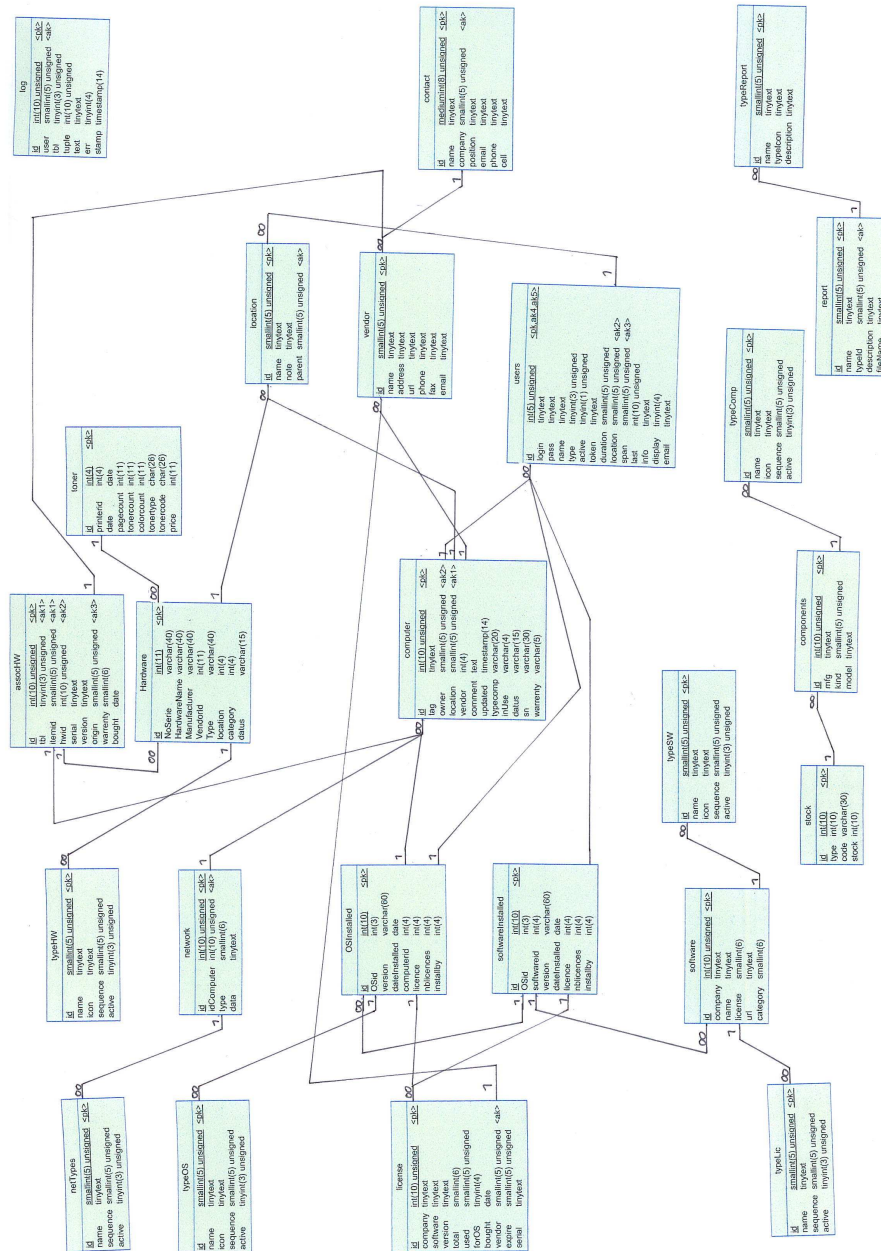 log
id int(10) unsigned <pk>
user smallint(5) unsigned <ak>
tbl tinyint(3) unsigned
tuple int(10) unsigned
text tinytext
err tinyint(4)
stamp timestamp(14)
contact
id mediumint(8) unsigned <pk>
name tinytext
company smallint(5) unsigned <ak>
position tinytext
email tinytext
phone tinytext
cell tinytext
typeReport
id smallint(5) unsigned <pk>
name tinytext
typeIcon tinytext
description tinytext
location
id smallint(5) unsigned <pk>
name tinytext
note tinytext
parent smallint(5) unsigned <ak>
vendor
id smallint(5) unsigned <pk>
name tinytext
address tinytext
url tinytext
phone tinytext
fax tinytext
email tinytext
users
id int(5) unsigned <pk,ak4,ak5>
login tinytext
pass tinytext
name tinytext
type tinyint(3) unsigned
active tinyint(1) unsigned
token tinytext
duration smallint(5) unsigned
location smallint(5) unsigned <ak2>
span smallint(5) unsigned <ak3>
last int(10) unsigned
info tinytext
display tinyint(4)
email tinytext
report
id smallint(5) unsigned <pk>
name tinytext
typeId smallint(5) unsigned <ak>
description tinytext
fileName tinytext
toner
id int(4) <pk>
printerid int(4)
date date
pagecount int(11)
tonercount int(11)
colorcount int(11)
tonertype char(26)
tonercode char(26)
price int(11)
typeComp
id smallint(5) unsigned <pk>
name tinytext
icon tinytext
sequence smallint(5) unsigned
active tinyint(3) unsigned
assocHW
id int(10) unsigned <pk>
tbl tinyint(3) unsigned <ak1>
itemid smallint(5) unsigned <ak1>
hwid int(10) unsigned <ak2>
serial tinytext
version tinytext
origin smallint(5) unsigned <ak3>
warrenty smallint(6)
bought date
Hardware
id int(11) <pk>
NoSerie varchar(40)
HardwareName varchar(40)
Manufacturer varchar(40)
VendorId int(11)
Type varchar(40)
location int(4)
category int(4)
datus varchar(15)
computer
id int(10) unsigned <pk>
tag tinytext
owner smallint(5) unsigned <ak2>
location smallint(5) unsigned <ak1>
vendor int(4)
comment text
updated timestamp(14)
typecomp varchar(20)
inUse varchar(4)
datus varchar(15)
sn varchar(30)
warrenty varchar(5)
components
id int(10) unsigned <pk>
mfg tinytext
kind smallint(5) unsigned
model tinytext
typeSW
id smallint(5) unsigned <pk>
name tinytext
icon tinytext
sequence smallint(5) unsigned
active tinyint(3) unsigned
stock
id int(10) <pk>
type int(10)
code varchar(30)
stock int(10)
typeHW
id smallint(5) unsigned <pk>
name tinytext
icon tinytext
sequence smallint(5) unsigned
active tinyint(3) unsigned
network
id int(10) unsigned <pk>
idComputer int(10) unsigned <ak>
type smallint(6)
data tinytext
OSInstalled
id int(10) <pk>
OSid int(3)
version varchar(60)
dateInstalled date
computerid int(4)
licence int(4)
nblicences int(4)
installby int(4)
softwareInstalled
id int(10) <pk>
OSid int(3)
softwareid int(4)
version varchar(60)
dateInstalled date
licence int(4)
nblicences int(4)
installby int(4)
software
id int(10) unsigned <pk>
company tinytext
name tinytext
license smallint(6)
url tinytext
category smallint(6)
netTypes
id smallint(5) unsigned <pk>
name tinytext
sequence smallint(5) unsigned
active tinyint(3) unsigned
typeOS
id smallint(5) unsigned <pk>
name tinytext
icon tinytext
sequence smallint(5) unsigned
active tinyint(3) unsigned
license
id int(10) unsigned <pk>
company tinytext
software tinytext
version tinytext
total smallint(6)
used smallint(5) unsigned
forOS tinyint(4)
bought date
vendor smallint(5) unsigned <ak>
expire smallint(5) unsigned
serial tinytext
typeLic
id smallint(5) unsigned <pk>
name tinytext
sequence smallint(5) unsigned
active tinyint(3) unsigned